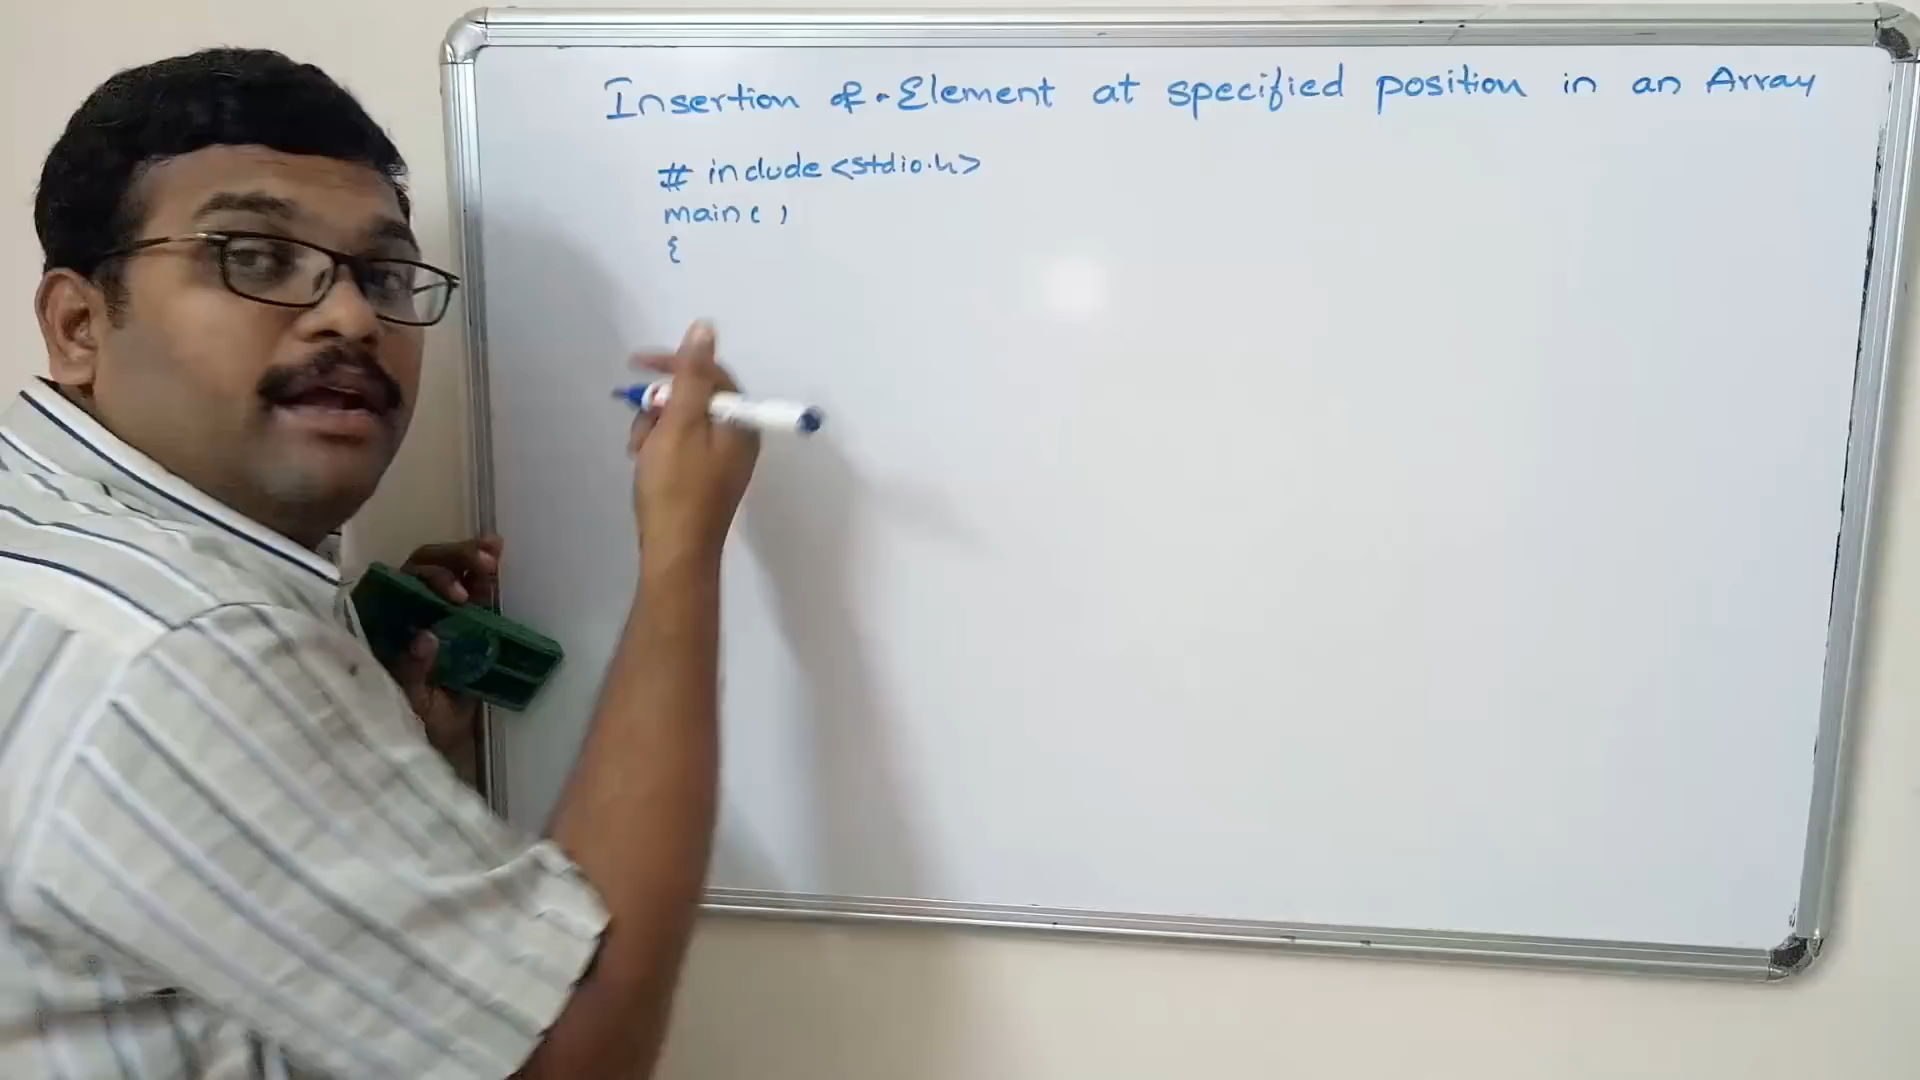 Insertion of Element at specified position in an Array
# include <stdio.h>
main( )
{